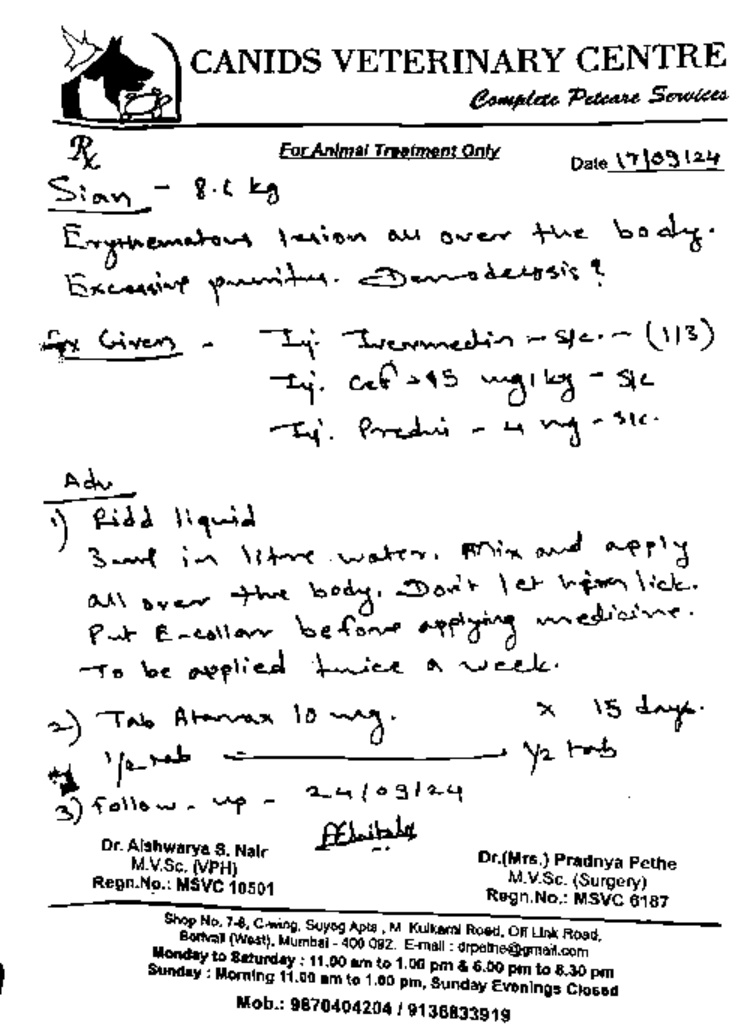 CANIDS VETERINARY CENTRE
Complete Petcare Services
Rx
For Animal Treatment Only
Date 17/09/24
Sian - 8. kg
Erythematous lesion all over the body.
Excessive pruritus. Demodecosis?
Given - Inj. Ivermectin - s/c. - (1/3)
Inj. Cef mg/kg - s/c
Inj. Predni - 4 mg - s/c.
Adv
1) Ridd liquid
3 ml in litre water. Mix and apply
all over the body. Don't let him lick.
Put E-collar before applying medicine.
To be applied twice a week.
2) Tab Atarax 10 mg. x 15 days.
1/2 tab ——— 1/2 tab
3) Follow-up - 24/09/24
Dr. Aishwarya S. Nair
M.V.Sc. (VPH)
Regn.No.: MSVC 10501
Dr.(Mrs.) Pradnya Pethe
M.V.Sc. (Surgery)
Regn.No.: MSVC 6187
Shop No. 7-8, C-wing, Suyog Apts., M. Kulkarni Road, Off Link Road,
Borivali (West), Mumbai - 400 092. E-mail : drpethe@gmail.com
Monday to Saturday : 11.00 am to 1.00 pm & 6.00 pm to 8.30 pm
Sunday : Morning 11.00 am to 1.00 pm, Sunday Evenings Closed
Mob.: 9870404204 / 9136833919